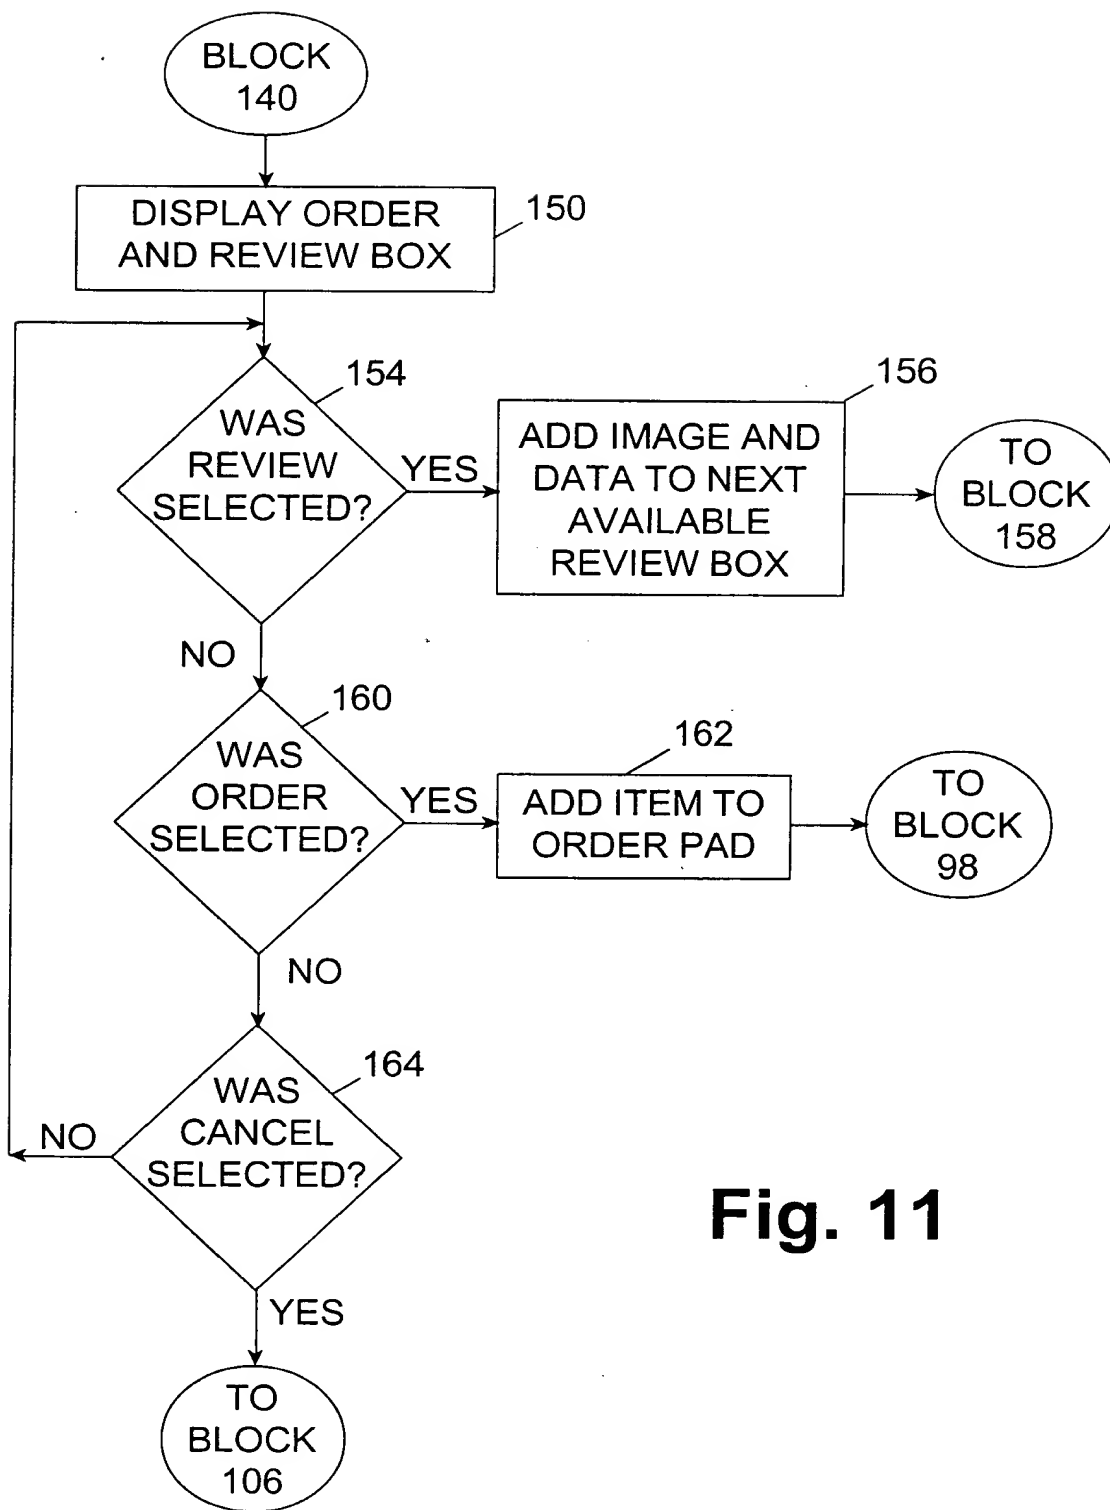 BLOCK
140
DISPLAY ORDER
AND REVIEW BOX
150
154
WAS
REVIEW
SELECTED?
YES
156
ADD IMAGE AND
DATA TO NEXT
AVAILABLE
REVIEW BOX
TO
BLOCK
158
NO
160
WAS
ORDER
SELECTED?
YES
162
ADD ITEM TO
ORDER PAD
TO
BLOCK
98
NO
164
WAS
CANCEL
SELECTED?
NO
YES
TO
BLOCK
106
Fig. 11